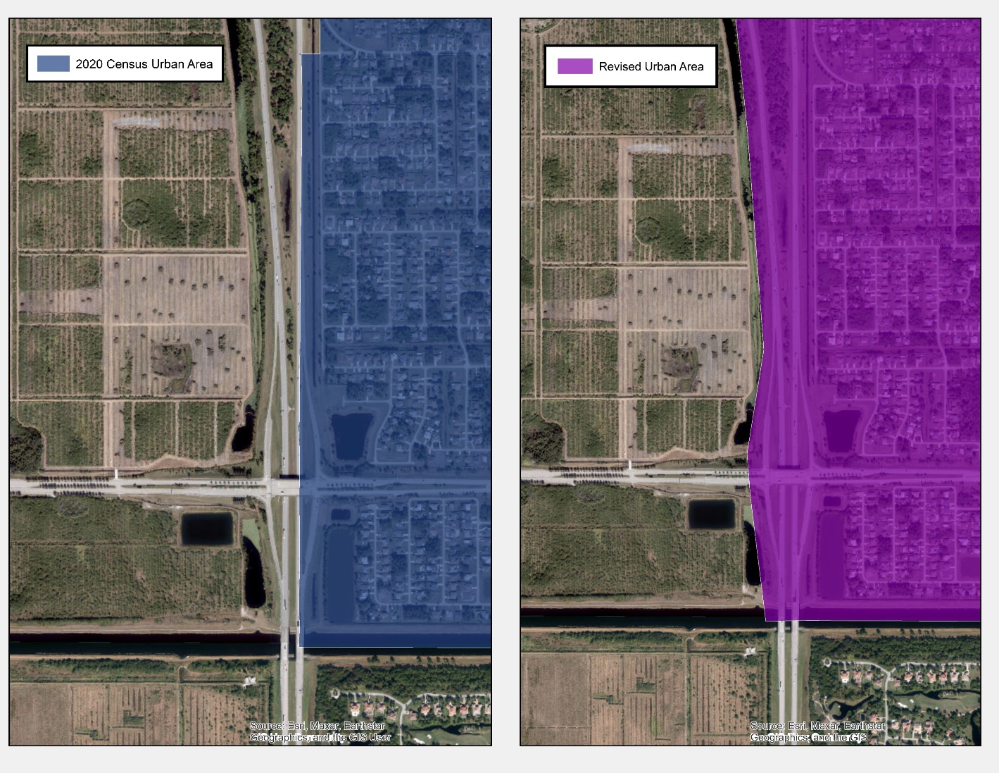 2020 Census Urban Area
Revised Urban Area
Source: Esri, Maxar, Earthstar
Geographics, and the GIS User
Source: Esri, Maxar, Earthstar
Geographics, and the GIS